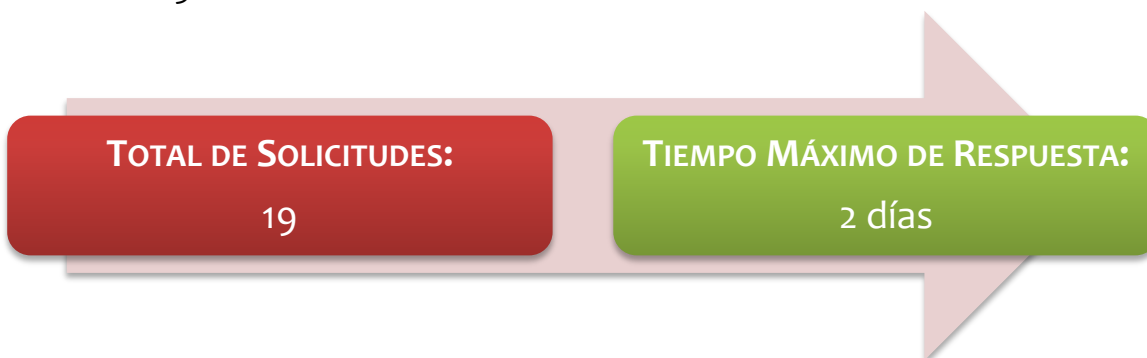 TOTAL DE SOLICITUDES:
19
TIEMPO MÁXIMO DE RESPUESTA:
2 días